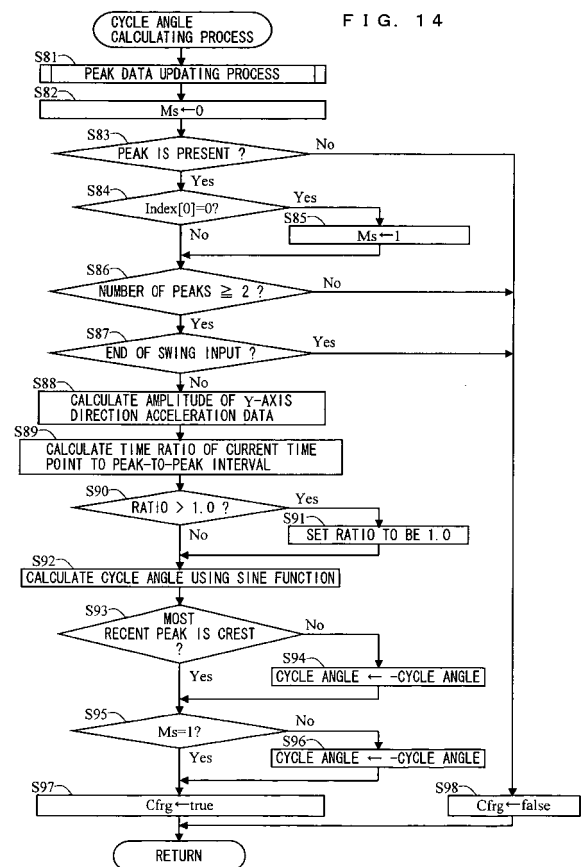 FIG. 14
CYCLE ANGLE
CALCULATING PROCESS
S81
PEAK DATA UPDATING PROCESS
S82
Ms←0
S83
PEAK IS PRESENT ?
No
Yes
S84
Index[0]=0?
Yes
S85
Ms←1
No
S86
NUMBER OF PEAKS ≧ 2 ?
No
Yes
S87
END OF SWING INPUT ?
Yes
No
S88
CALCULATE AMPLITUDE OF Y-AXIS
DIRECTION ACCELERATION DATA
S89
CALCULATE TIME RATIO OF CURRENT TIME
POINT TO PEAK-TO-PEAK INTERVAL
S90
RATIO > 1.0 ?
Yes
S91
SET RATIO TO BE 1.0
No
S92
CALCULATE CYCLE ANGLE USING SINE FUNCTION
S93
MOST
RECENT PEAK IS CREST
?
No
S94
CYCLE ANGLE ← -CYCLE ANGLE
Yes
S95
Ms=1?
No
S96
CYCLE ANGLE ← -CYCLE ANGLE
Yes
S97
Cfrg←true
S98
Cfrg←false
RETURN